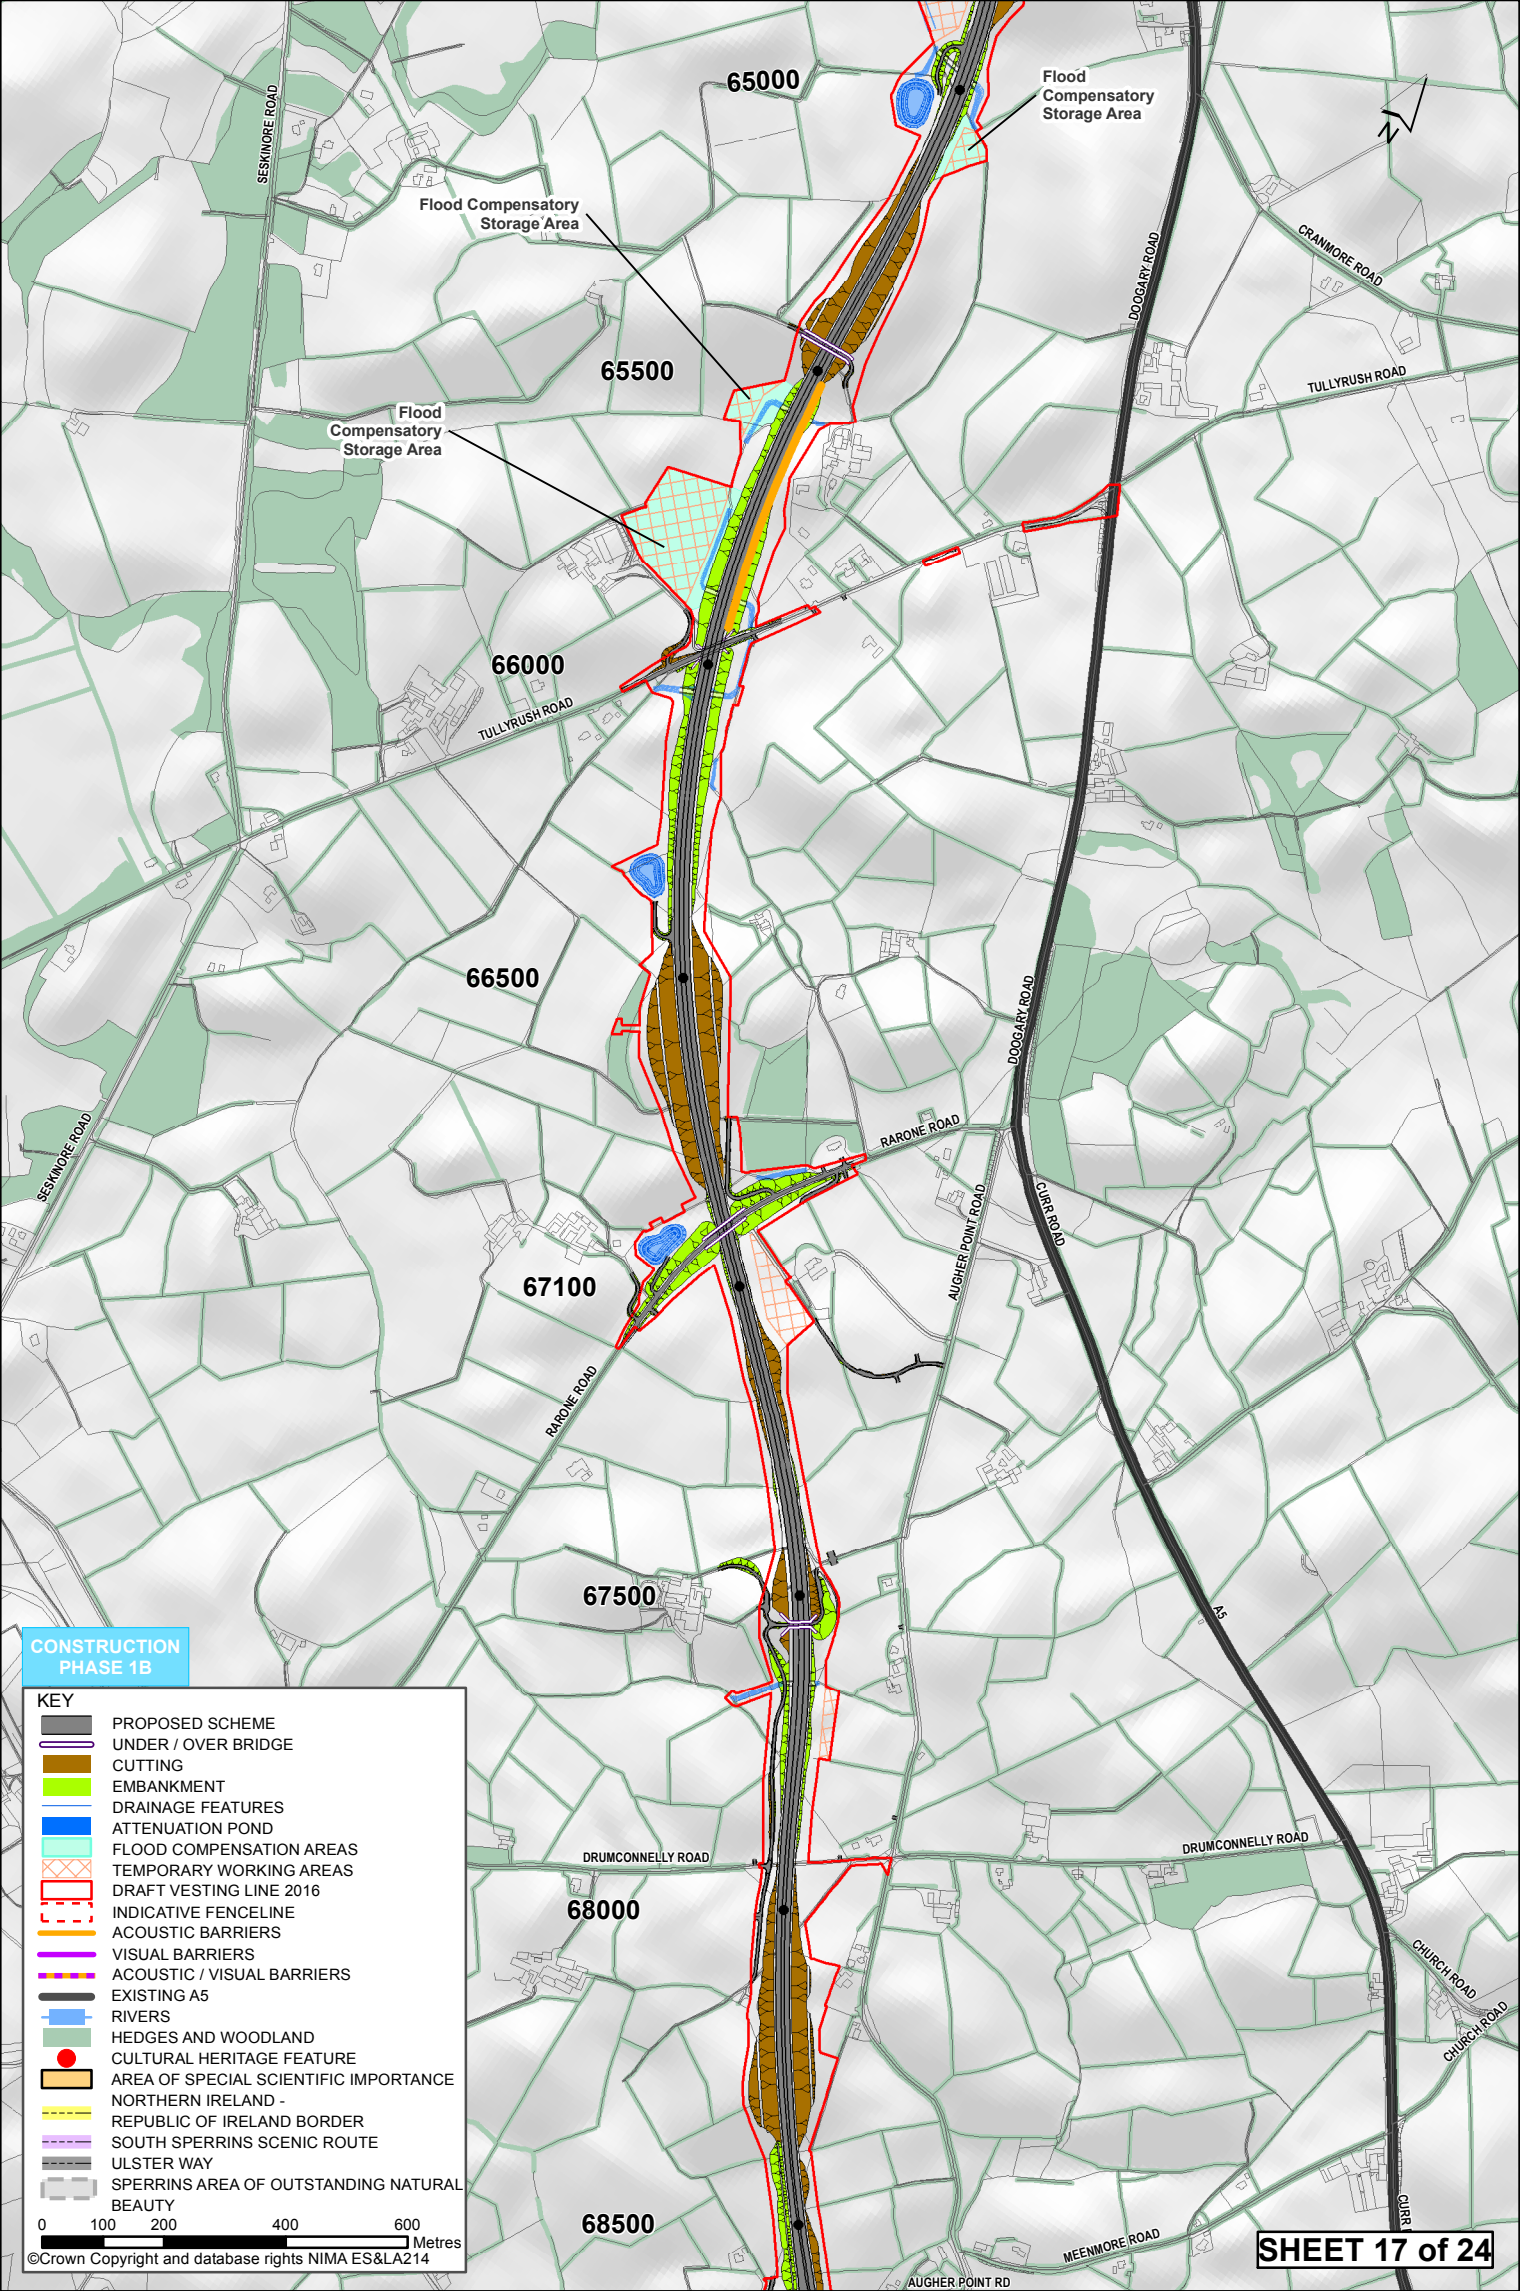 65000
Flood
Compensatory
Storage Area
N
SESKINORE ROAD
Flood Compensatory
Storage Area
CRANMORE ROAD
DOOGARY ROAD
65500
TULLYRUSH ROAD
Flood
Compensatory
Storage Area
66000
TULLYRUSH ROAD
66500
DOOGARY ROAD
SESKINORE ROAD
RARONE ROAD
AUGHER POINT ROAD
CURR ROAD
67100
RARONE ROAD
67500
A5
CONSTRUCTION
PHASE 1B
KEY
PROPOSED SCHEME
UNDER / OVER BRIDGE
CUTTING
EMBANKMENT
DRAINAGE FEATURES
ATTENUATION POND
FLOOD COMPENSATION AREAS
TEMPORARY WORKING AREAS
DRAFT VESTING LINE 2016
INDICATIVE FENCELINE
ACOUSTIC BARRIERS
VISUAL BARRIERS
ACOUSTIC / VISUAL BARRIERS
EXISTING A5
RIVERS
HEDGES AND WOODLAND
CULTURAL HERITAGE FEATURE
AREA OF SPECIAL SCIENTIFIC IMPORTANCE
NORTHERN IRELAND -
REPUBLIC OF IRELAND BORDER
SOUTH SPERRINS SCENIC ROUTE
ULSTER WAY
SPERRINS AREA OF OUTSTANDING NATURAL
BEAUTY
0 100 200 400 600
Metres
©Crown Copyright and database rights NIMA ES&LA214
DRUMCONNELLY ROAD
DRUMCONNELLY ROAD
68000
CHURCH ROAD
CHURCH ROAD
68500
CURR
MEENMORE ROAD
AUGHER POINT RD
SHEET 17 of 24